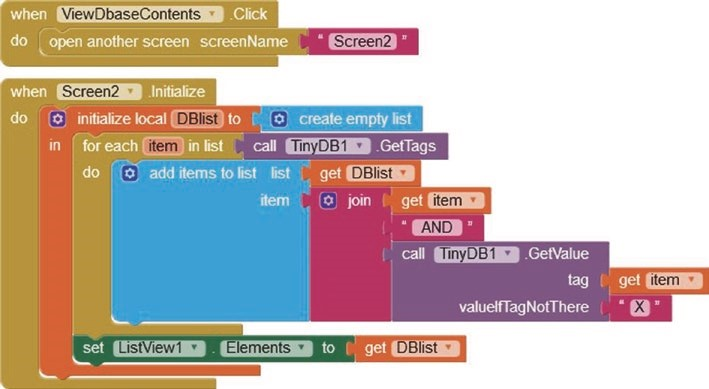 when ViewDbaseContents .Click
do open another screen screenName " Screen2 "
when Screen2 .Initialize
do initialize local DBlist to create empty list
in for each item in list call TinyDB1 .GetTags
do add items to list list get DBlist
item join get item
" AND "
call TinyDB1 .GetValue
tag get item
valueIfTagNotThere " X "
set ListView1 . Elements to get DBlist